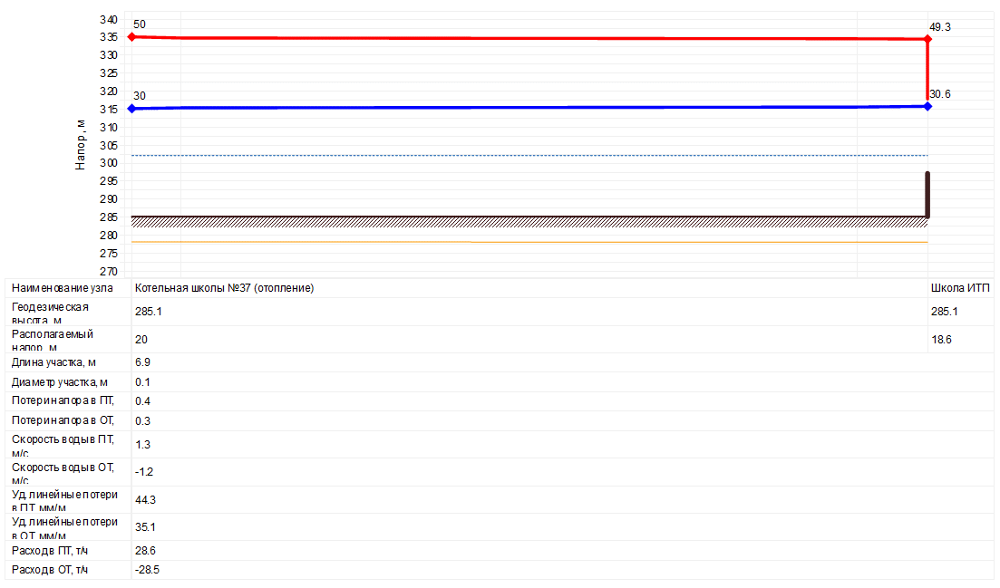 340
50
49.3
335
330
325
320
30
30.6
315
310
305
300
295
290
285
280
275
270
Напор, м
Наименование узла Котельная школы №37 (отопление) Школа ИТП
Геодезическая
высота, м 285.1 285.1
Располагаемый
напор, м 20 18.6
Длина участка, м 6.9
Диаметр участка, м 0.1
Потери напора в ПТ, 0.4
Потери напора в ОТ, 0.3
Скорость воды в ПТ,
м/с 1.3
Скорость воды в ОТ,
м/с -1.2
Уд. линейные потери
в ПТ, мм/м 44.3
Уд. линейные потери
в ОТ, мм/м 35.1
Расход в ПТ, т/ч 28.6
Расход в ОТ, т/ч -28.5